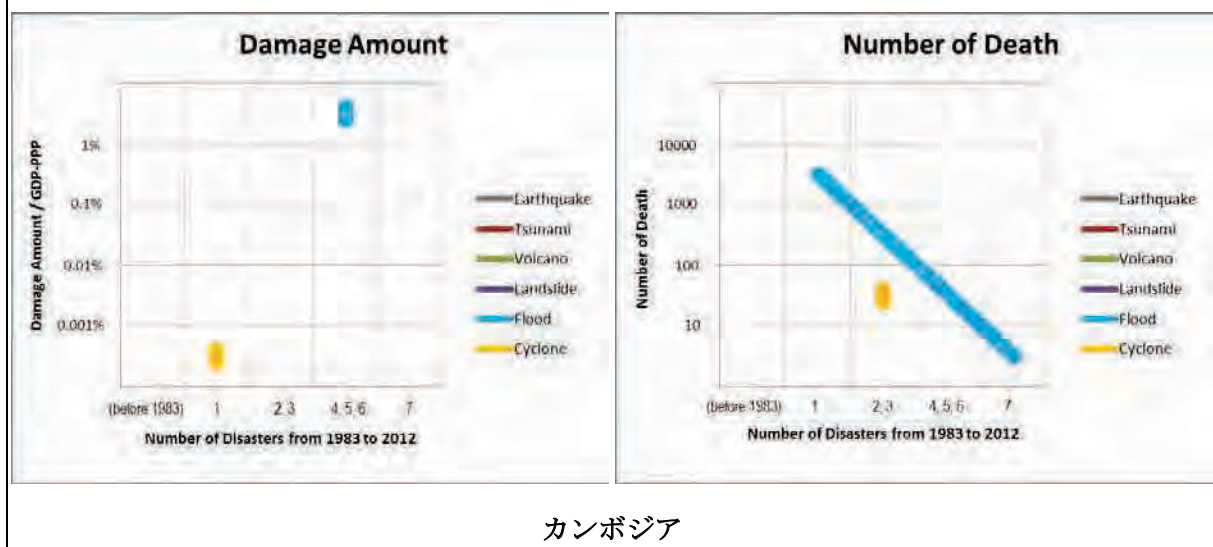 Damage Amount
Damage Amount / GDP-PPP
1%
0.1%
0.01%
0.001%
(before 1983) 1 2,3 4,5,6 7
Number of Disasters from 1983 to 2012
Earthquake
Tsunami
Volcano
Landslide
Flood
Cyclone
Number of Death
Number of Death
10000
1000
100
10
(before 1983) 1 2,3 4,5,6 7
Number of Disasters from 1983 to 2012
Earthquake
Tsunami
Volcano
Landslide
Flood
Cyclone
カンボジア